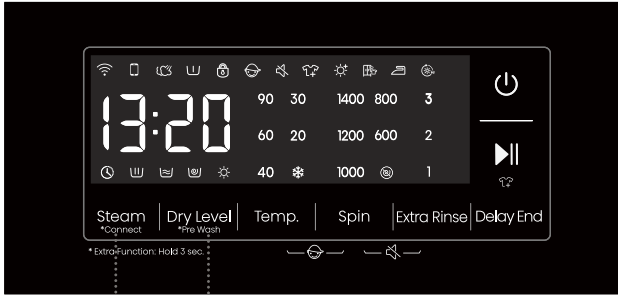 13:20
90 30 1400 800 3
60 20 1200 600 2
40 1000 1
Steam Dry Level Temp. Spin Extra Rinse Delay End
*Connect *Pre Wash
* Extra Function: Hold 3 sec.